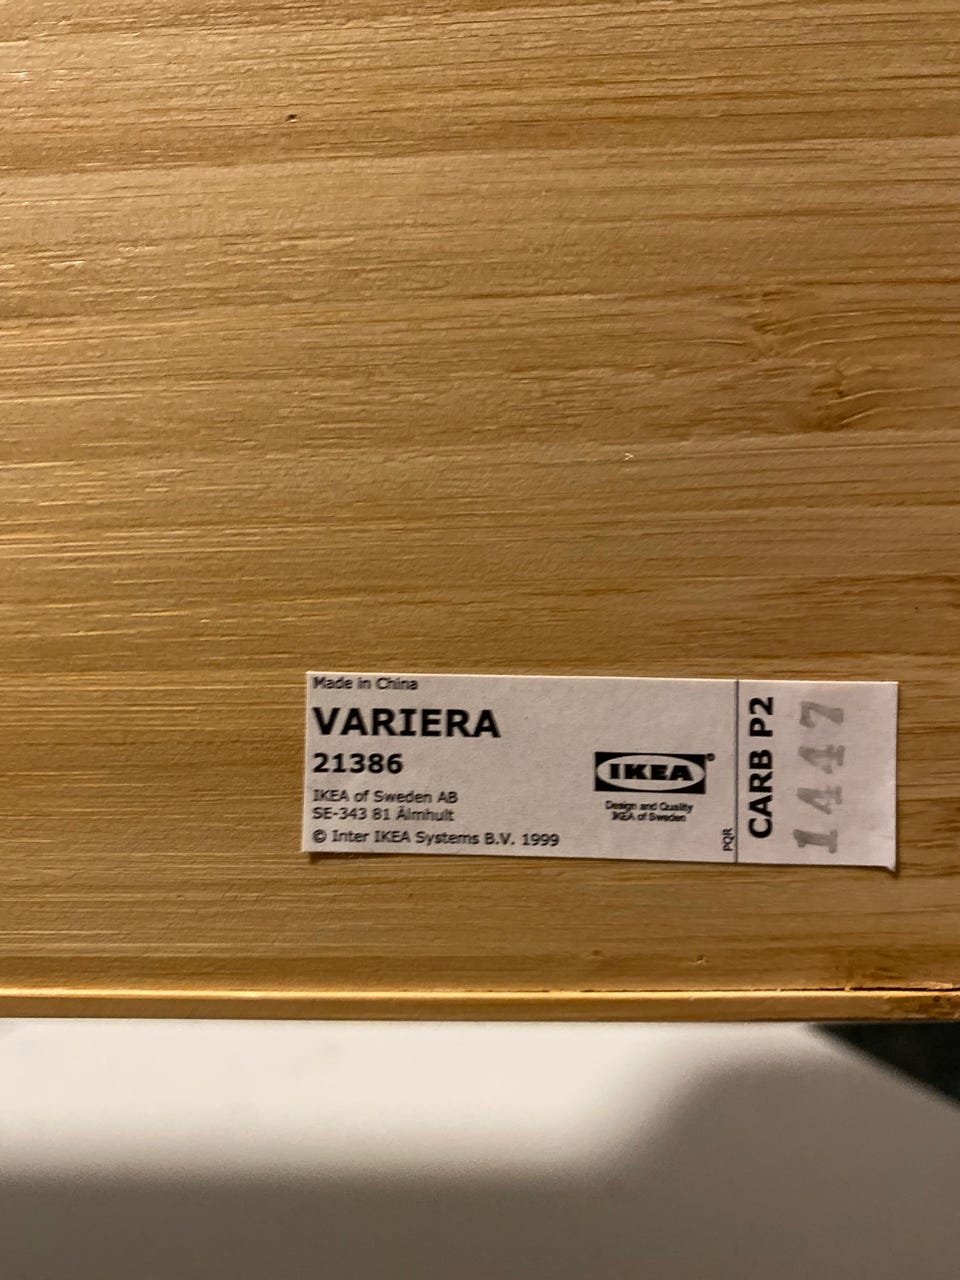 Made in China
VARIERA
21386
IKEA of Sweden AB
SE-343 81 Älmhult
© Inter IKEA Systems B.V. 1999
IKEA®
Design and Quality
IKEA of Sweden
PQR
CARB P2
1447